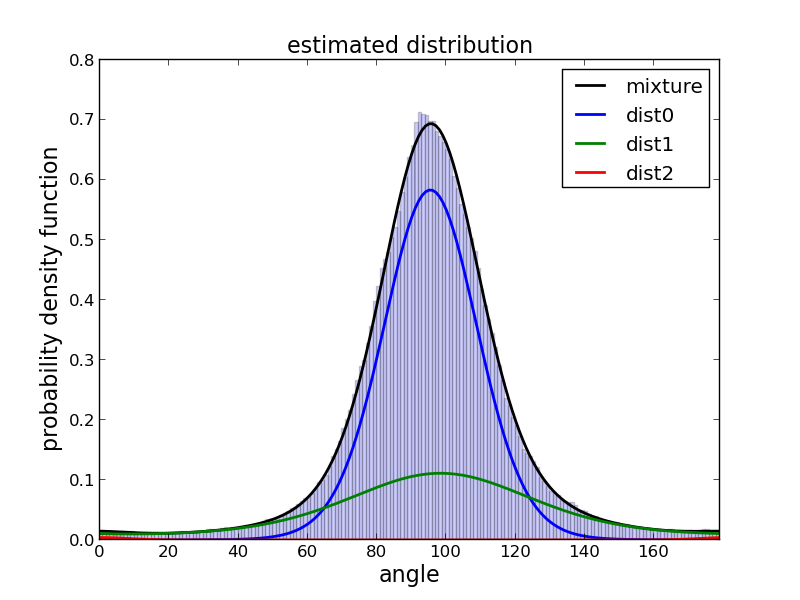 estimated distribution
0.8
0.7
0.6
0.5
0.4
0.3
0.2
0.1
0.0
probability density function
mixture
dist0
dist1
dist2
0 20 40 60 80 100 120 140 160
angle